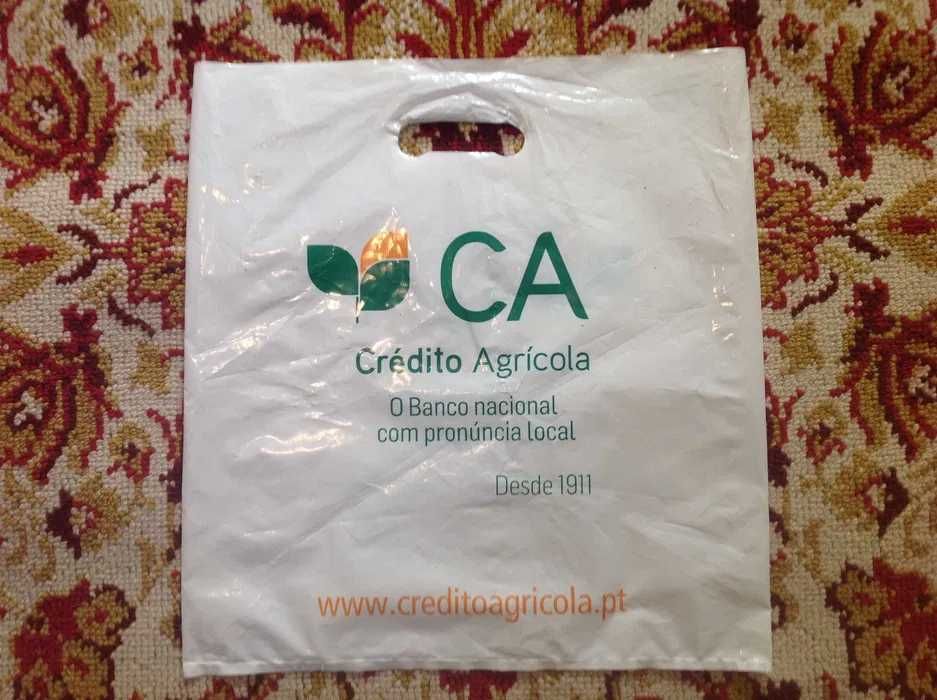 CA
Crédito Agrícola
O Banco nacional
com pronúncia local
Desde 1911
www.creditoagricola.pt